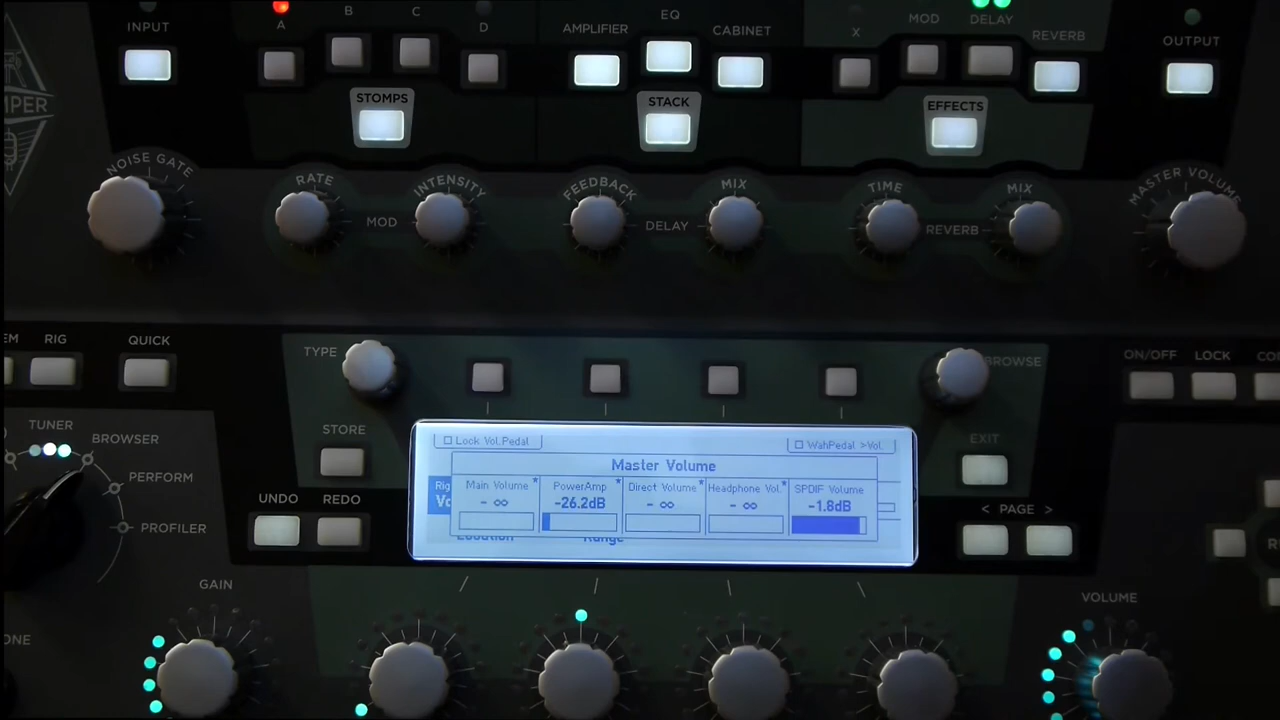 INPUT
A
B
C
D
AMPLIFIER
EQ
CABINET
X
MOD
DELAY
REVERB
OUTPUT
STOMPS
STACK
EFFECTS
NOISE GATE
RATE
INTENSITY
MOD
FEEDBACK
MIX
DELAY
TIME
MIX
REVERB
MASTER VOLUME
RIG
QUICK
TYPE
BROWSE
ON/OFF
LOCK
TUNER
BROWSER
PERFORM
PROFILER
STORE
UNDO
REDO
EXIT
< PAGE >
Lock Vol.Pedal
WahPedal >Vol.
Master Volume
Main Volume*
PowerAmp*
Direct Volume*
Headphone Vol.*
SPDIF Volume
- ∞
-26.2dB
- ∞
- ∞
-1.8dB
Location
Range
GAIN
VOLUME